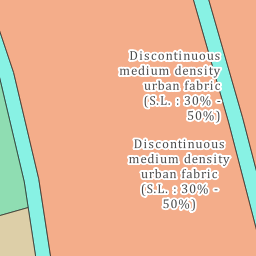 Discontinuous
medium density
urban fabric
(S.L. : 30% -
50%)
Discontinuous
medium density
urban fabric
(S.L. : 30% -
50%)